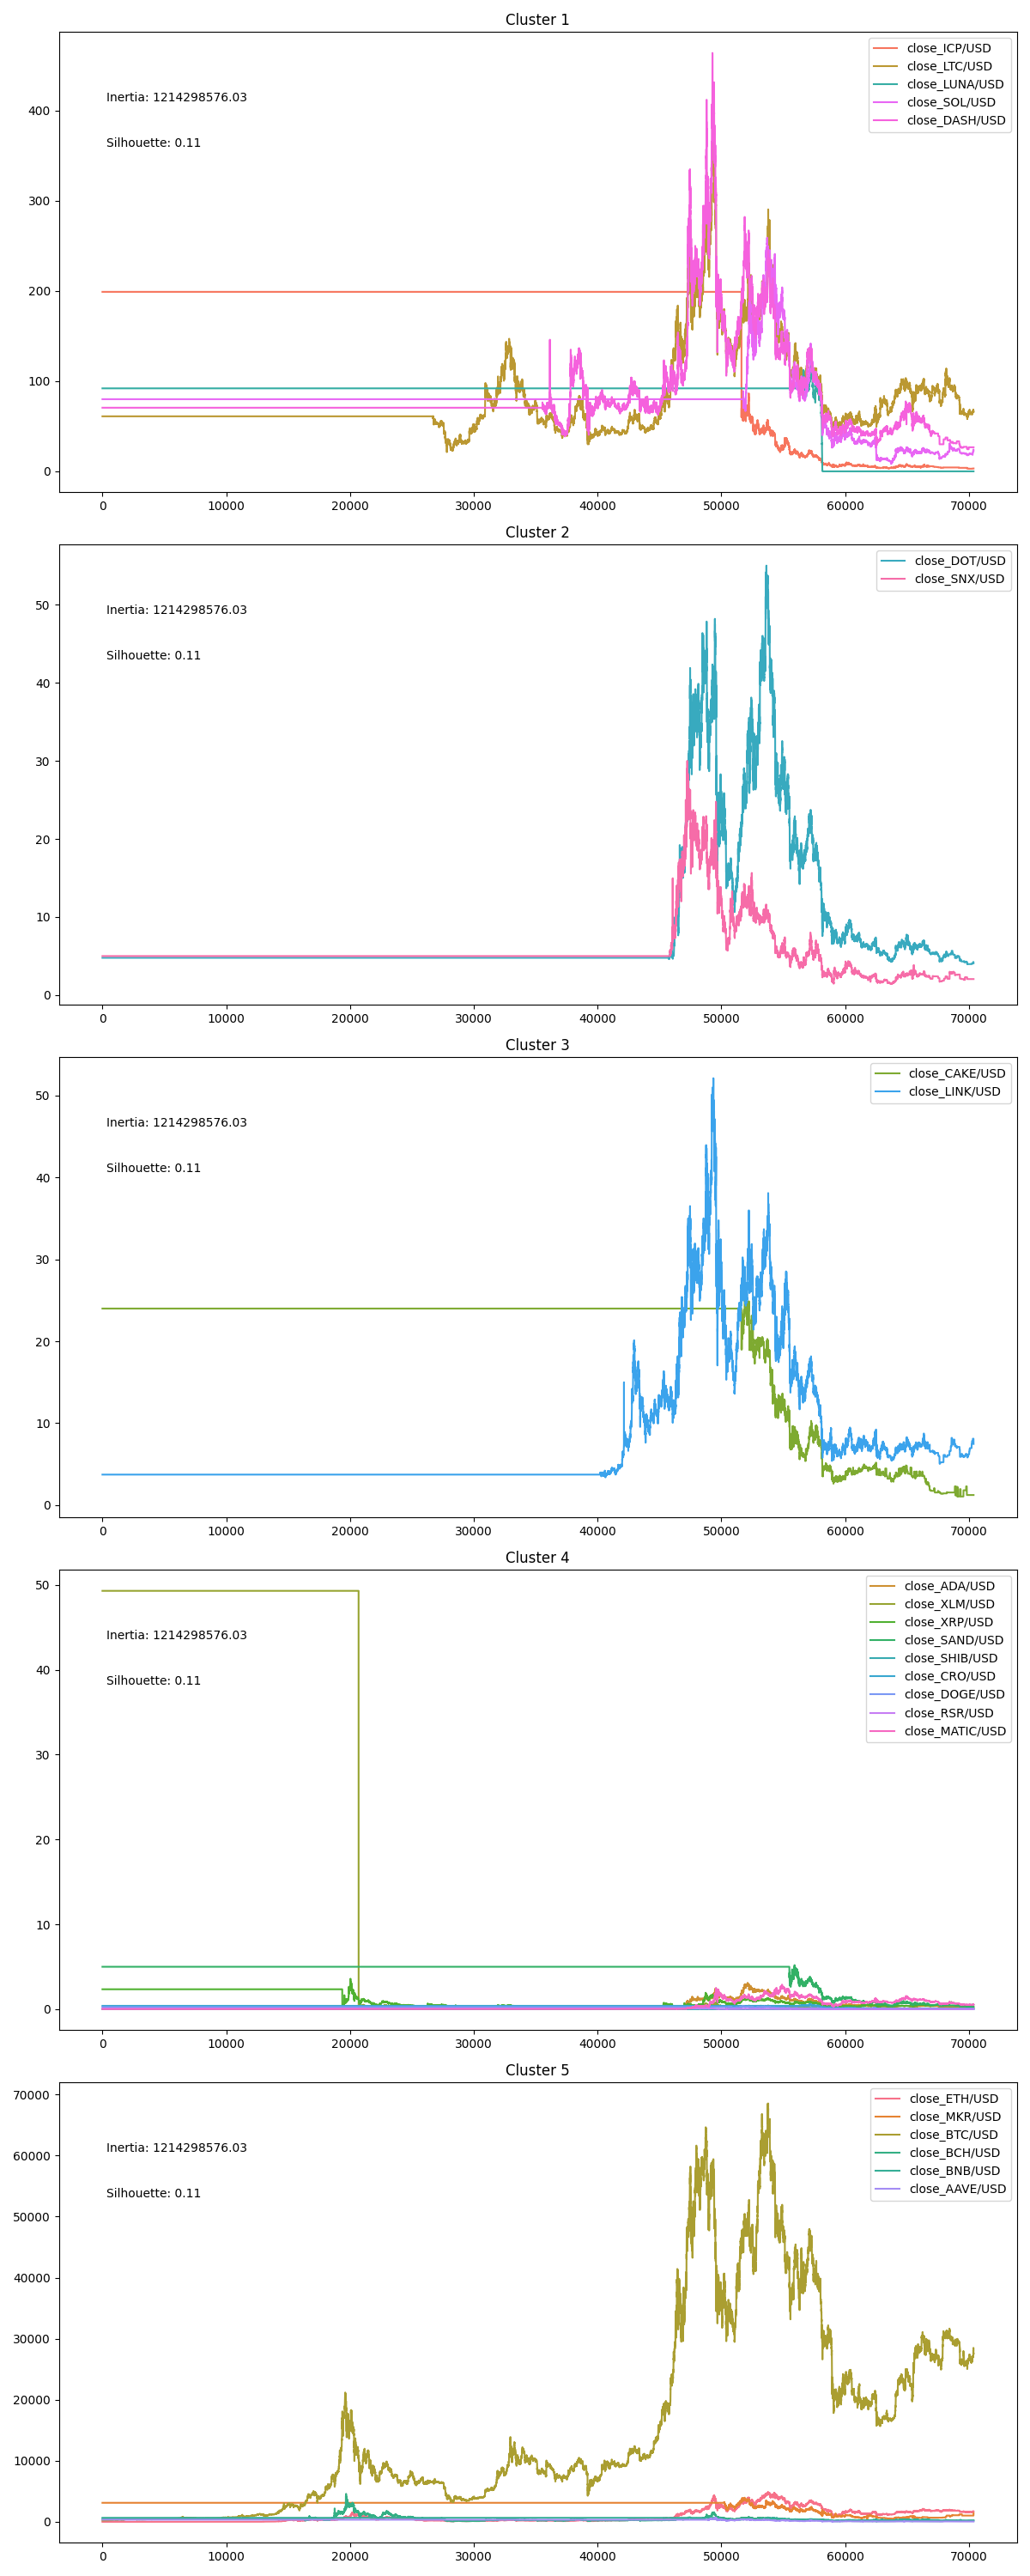 Cluster 1
close_ICP/USD
close_LTC/USD
close_LUNA/USD
close_SOL/USD
close_DASH/USD
Inertia: 1214298576.03
Silhouette: 0.11
400
300
200
100
0
0 10000 20000 30000 40000 50000 60000 70000
Cluster 2
close_DOT/USD
close_SNX/USD
Inertia: 1214298576.03
Silhouette: 0.11
50
40
30
20
10
0
0 10000 20000 30000 40000 50000 60000 70000
Cluster 3
close_CAKE/USD
close_LINK/USD
Inertia: 1214298576.03
Silhouette: 0.11
50
40
30
20
10
0
0 10000 20000 30000 40000 50000 60000 70000
Cluster 4
close_ADA/USD
close_XLM/USD
close_XRP/USD
close_SAND/USD
close_SHIB/USD
close_CRO/USD
close_DOGE/USD
close_RSR/USD
close_MATIC/USD
Inertia: 1214298576.03
Silhouette: 0.11
50
40
30
20
10
0
0 10000 20000 30000 40000 50000 60000 70000
Cluster 5
close_ETH/USD
close_MKR/USD
close_BTC/USD
close_BCH/USD
close_BNB/USD
close_AAVE/USD
Inertia: 1214298576.03
Silhouette: 0.11
70000
60000
50000
40000
30000
20000
10000
0
0 10000 20000 30000 40000 50000 60000 70000